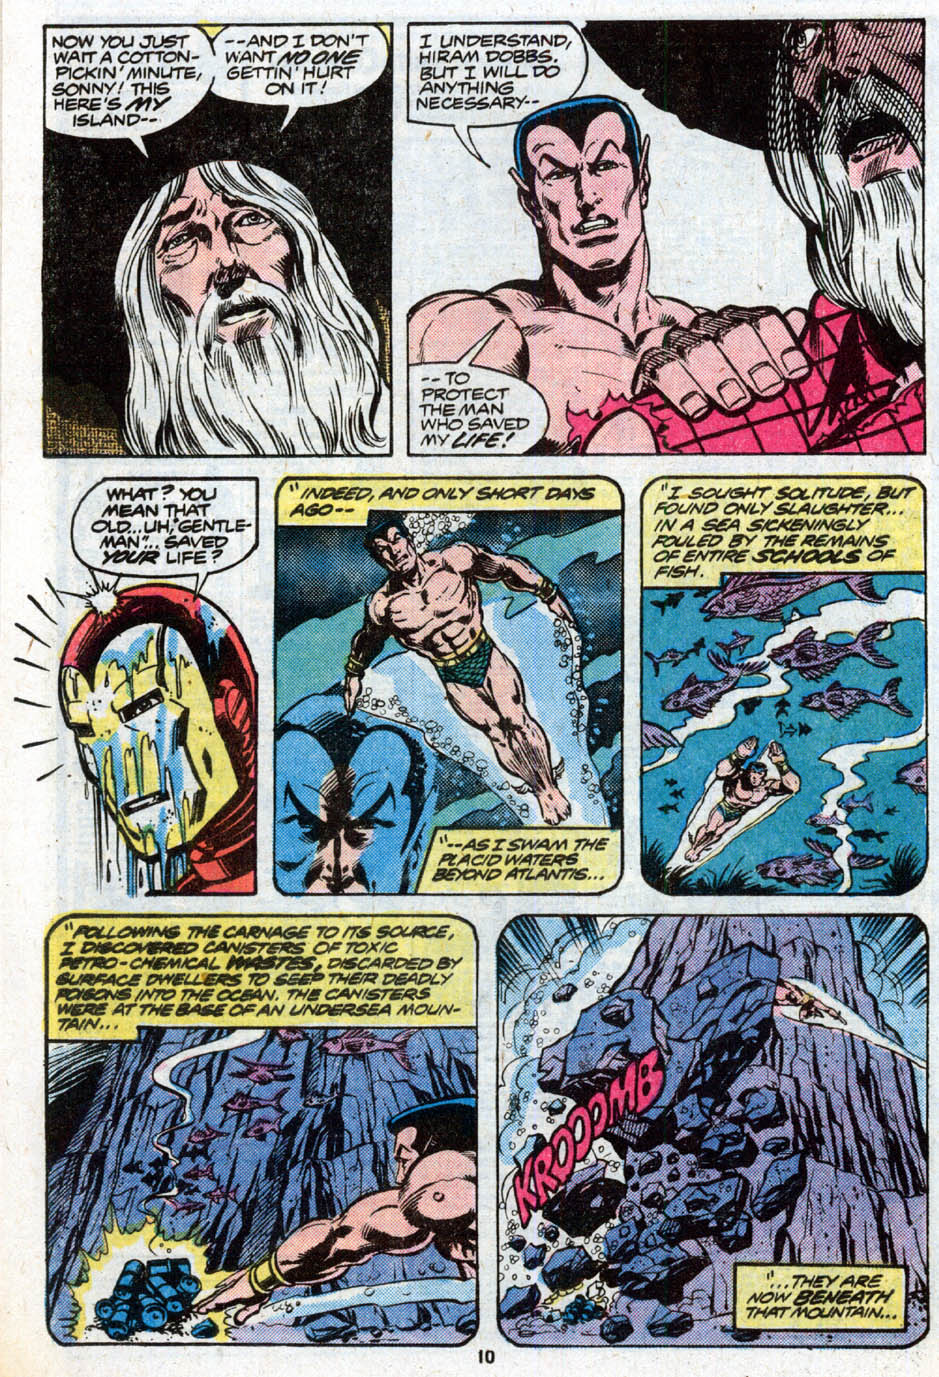 NOW YOU JUST
WAIT A COTTON-
PICKIN' MINUTE,
SONNY! THIS
HERE'S MY
ISLAND--
--AND I DON'T
WANT NO ONE
GETTIN' HURT
ON IT!
I UNDERSTAND,
HIRAM DOBBS.
BUT I WILL DO
ANYTHING
NECESSARY--
--TO
PROTECT
THE MAN
WHO SAVED
MY LIFE!
WHAT? YOU
MEAN THAT
OLD...UH, "GENTLE-
MAN"... SAVED
YOUR LIFE?
"INDEED, AND ONLY SHORT DAYS
AGO--
"--AS I SWAM THE
PLACID WATERS
BEYOND ATLANTIS...
"I SOUGHT SOLITUDE, BUT
FOUND ONLY SLAUGHTER...
IN A SEA SICKENINGLY
FOULED BY THE REMAINS
OF ENTIRE SCHOOLS OF
FISH.
"FOLLOWING THE CARNAGE TO ITS SOURCE,
I DISCOVERED CANISTERS OF TOXIC
PETRO-CHEMICAL WASTES, DISCARDED BY
SURFACE DWELLERS TO SEEP THEIR DEADLY
POISONS INTO THE OCEAN. THE CANISTERS
WERE AT THE BASE OF AN UNDERSEA MOUN-
TAIN...
KROOOMB
"...THEY ARE
NOW BENEATH
THAT MOUNTAIN...
10